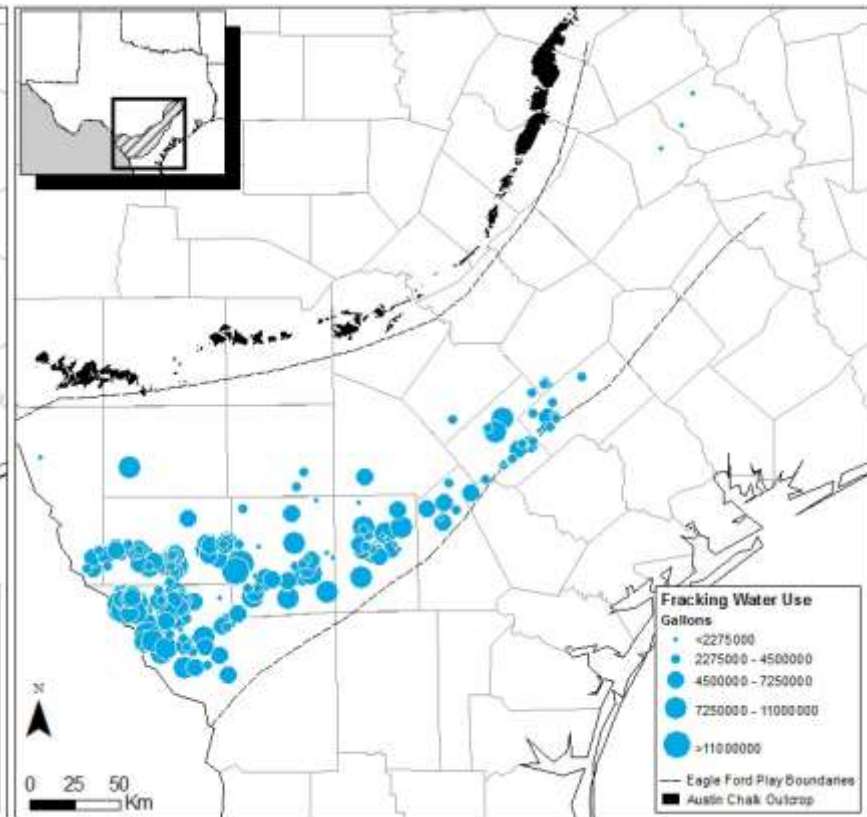 N
0 25 50
Km
Fracking Water Use
Gallons
<2275000
2275000 - 4500000
4500000 - 7250000
7250000 - 11000000
>11000000
Eagle Ford Play Boundaries
Austin Chalk Outcrop